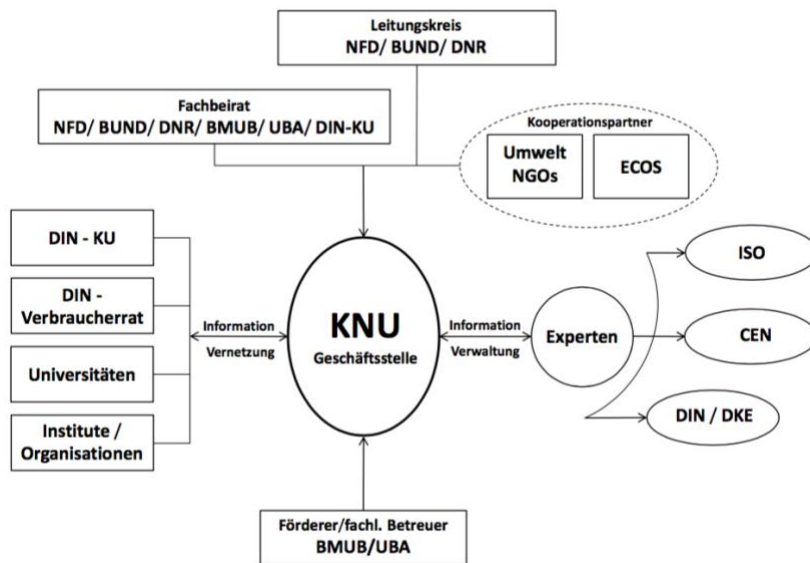 Leitungskreis
NFD/ BUND/ DNR
Fachbeirat
NFD/ BUND/ DNR/ BMUB/ UBA/ DIN-KU
Kooperationspartner
Umwelt
NGOs
ECOS
DIN - KU
DIN -
Verbraucherrat
Universitäten
Institute /
Organisationen
Information
Vernetzung
KNU
Geschäftsstelle
Information
Verwaltung
Experten
ISO
CEN
DIN / DKE
Förderer/fachl. Betreuer
BMUB/UBA